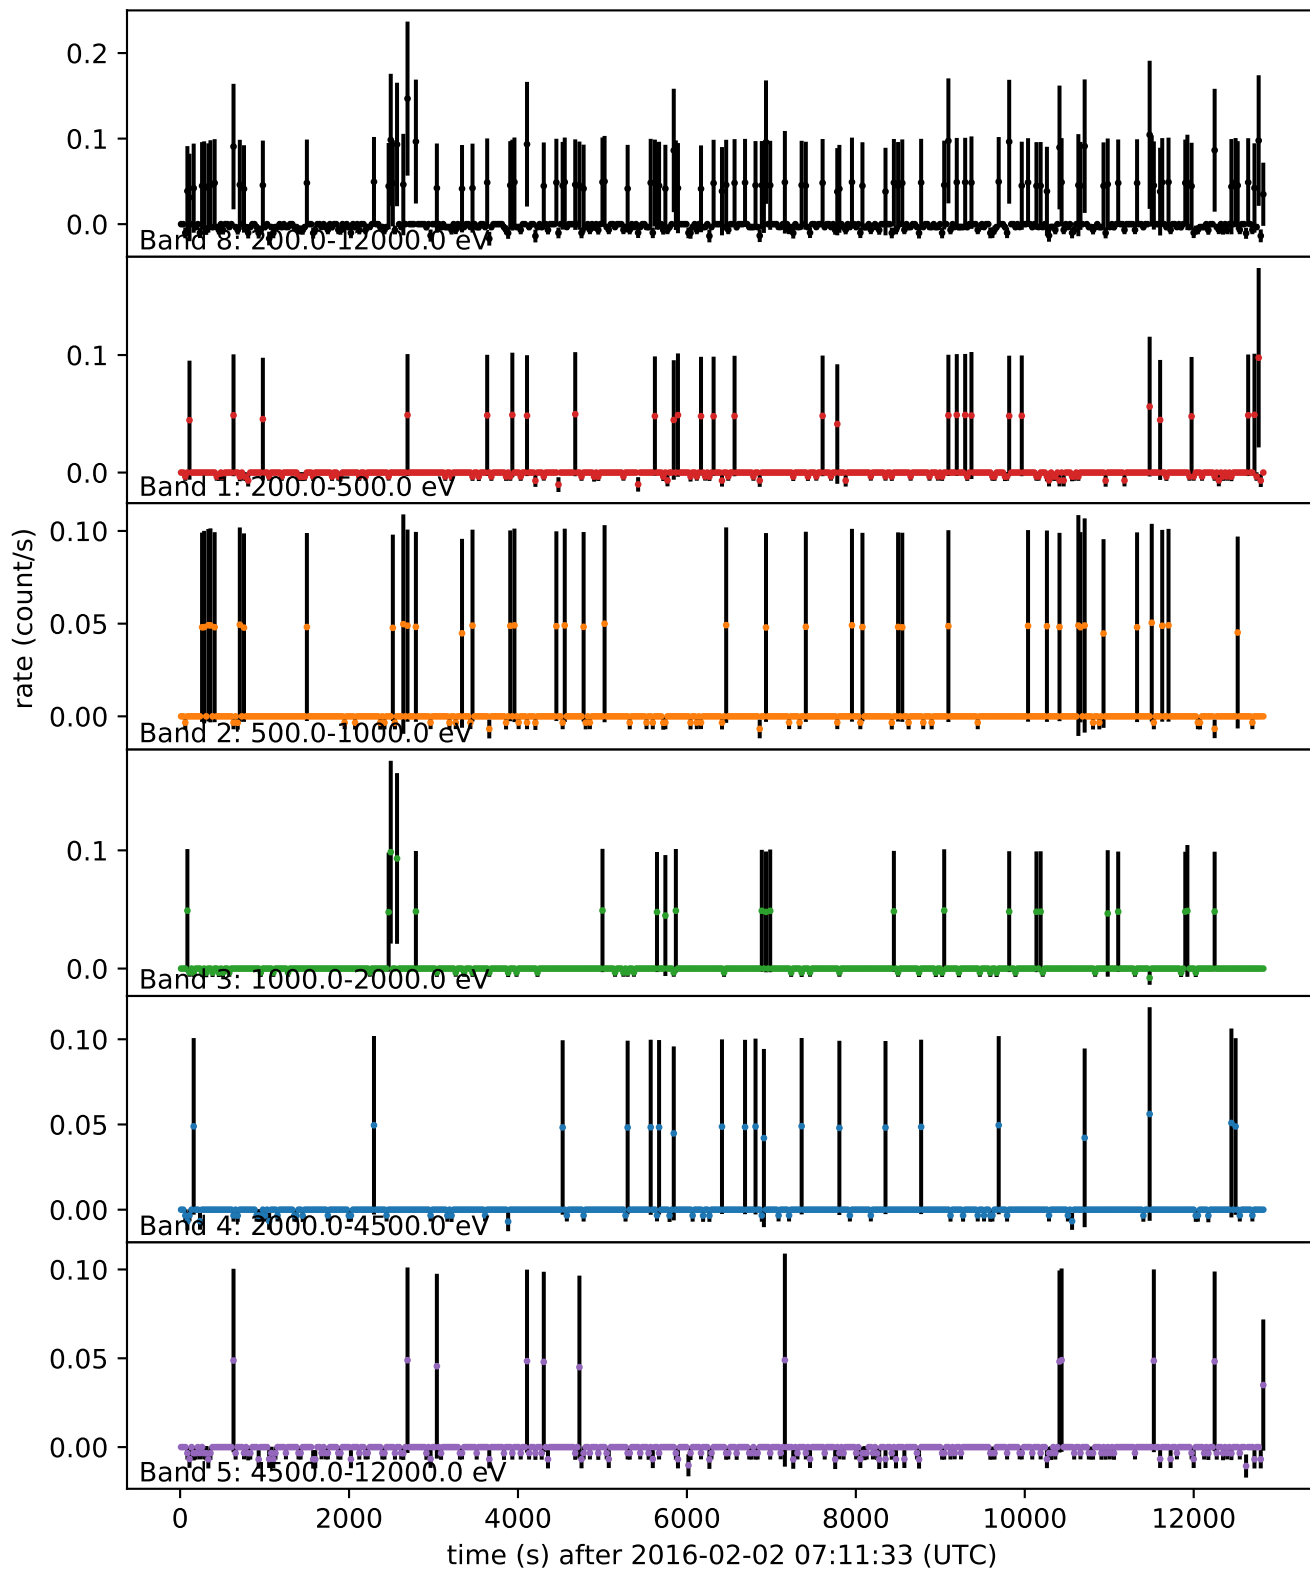 0.2
0.1
0.0
Band 8: 200.0-12000.0 eV
0.1
0.0
Band 1: 200.0-500.0 eV
rate (count/s)
0.10
0.05
0.00
Band 2: 500.0-1000.0 eV
0.1
0.0
Band 3: 1000.0-2000.0 eV
0.10
0.05
0.00
Band 4: 2000.0-4500.0 eV
0.10
0.05
0.00
Band 5: 4500.0-12000.0 eV
0 2000 4000 6000 8000 10000 12000
time (s) after 2016-02-02 07:11:33 (UTC)